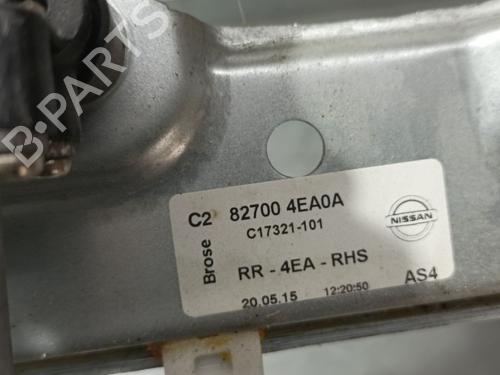 B-PARTS
C2 82700 4EA0A
C17321-101
Brose
NISSAN
RR - 4EA - RHS
20.05.15 12:20:50
AS4